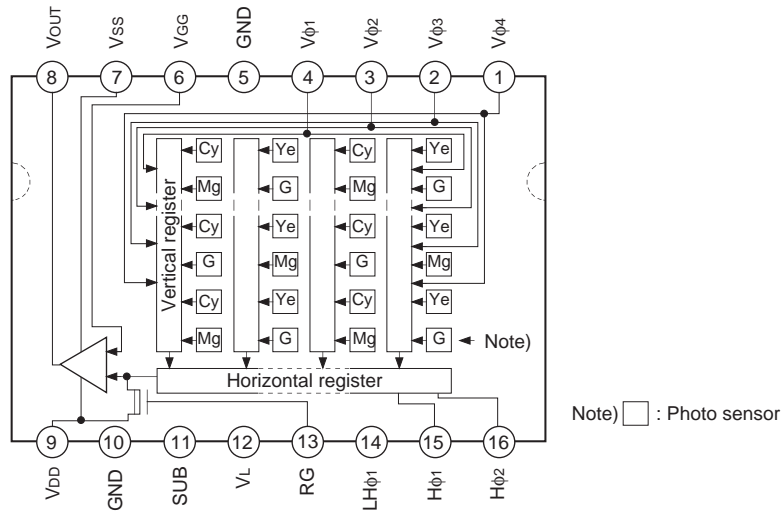 VOUT VSS VGG GND Vϕ1 Vϕ2 Vϕ3 Vϕ4
8 7 6 5 4 3 2 1
Cy Ye Cy Ye
Mg G Mg G
Cy Ye Cy Ye
G Mg G Mg
Cy Ye Cy Ye
Mg G Mg G
Vertical register
Note)
Horizontal register
Note) : Photo sensor
9 10 11 12 13 14 15 16
VDD GND SUB VL RG LHϕ1 Hϕ1 Hϕ2